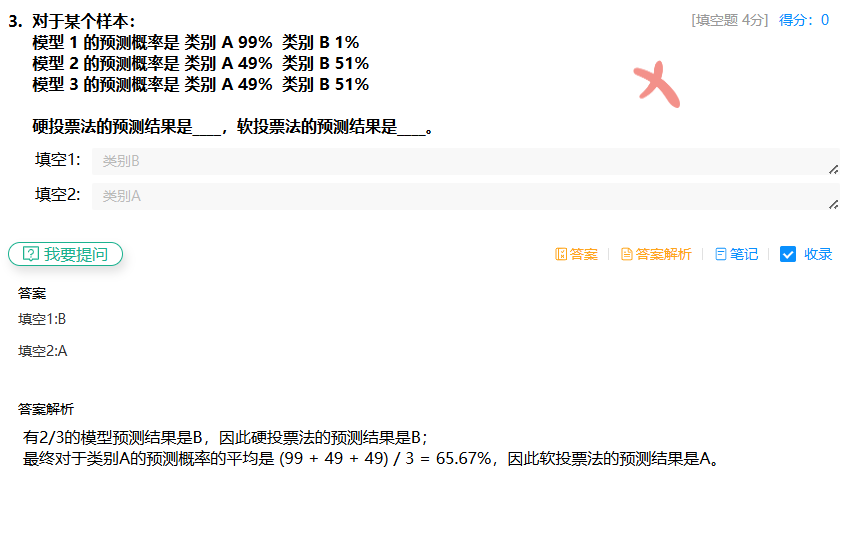 3. 对于某个样本： [填空题 4分] 得分：0
模型 1 的预测概率是 类别 A 99% 类别 B 1%
模型 2 的预测概率是 类别 A 49% 类别 B 51%
模型 3 的预测概率是 类别 A 49% 类别 B 51%
硬投票法的预测结果是____，软投票法的预测结果是____。
填空1: 类别B
填空2: 类别A
我要提问 答案 答案解析 笔记 收录
答案
填空1:B
填空2:A
答案解析
有2/3的模型预测结果是B，因此硬投票法的预测结果是B；
最终对于类别A的预测概率的平均是 (99 + 49 + 49) / 3 = 65.67%，因此软投票法的预测结果是A。